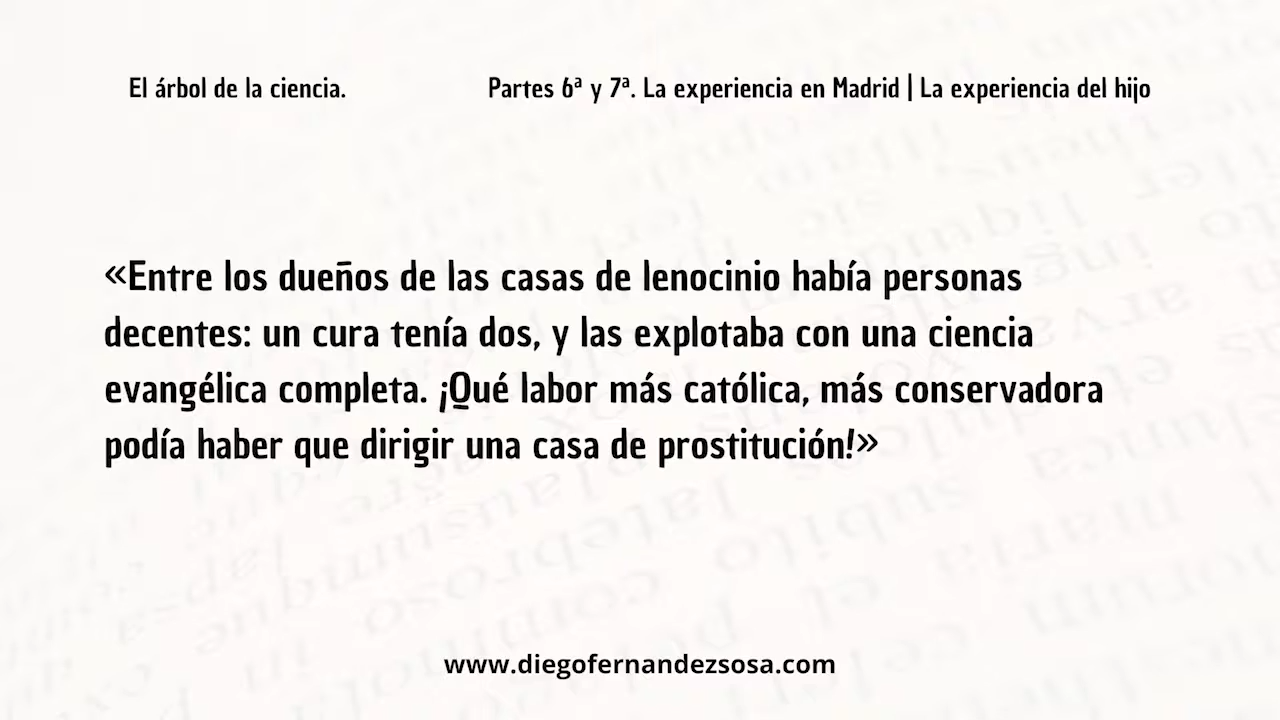 El árbol de la ciencia.
Partes 6ª y 7ª. La experiencia en Madrid | La experiencia del hijo
«Entre los dueños de las casas de lenocinio había personas
decentes: un cura tenía dos, y las explotaba con una ciencia
evangélica completa. ¡Qué labor más católica, más conservadora
podía haber que dirigir una casa de prostitución!»
www.diegofernandezsosa.com